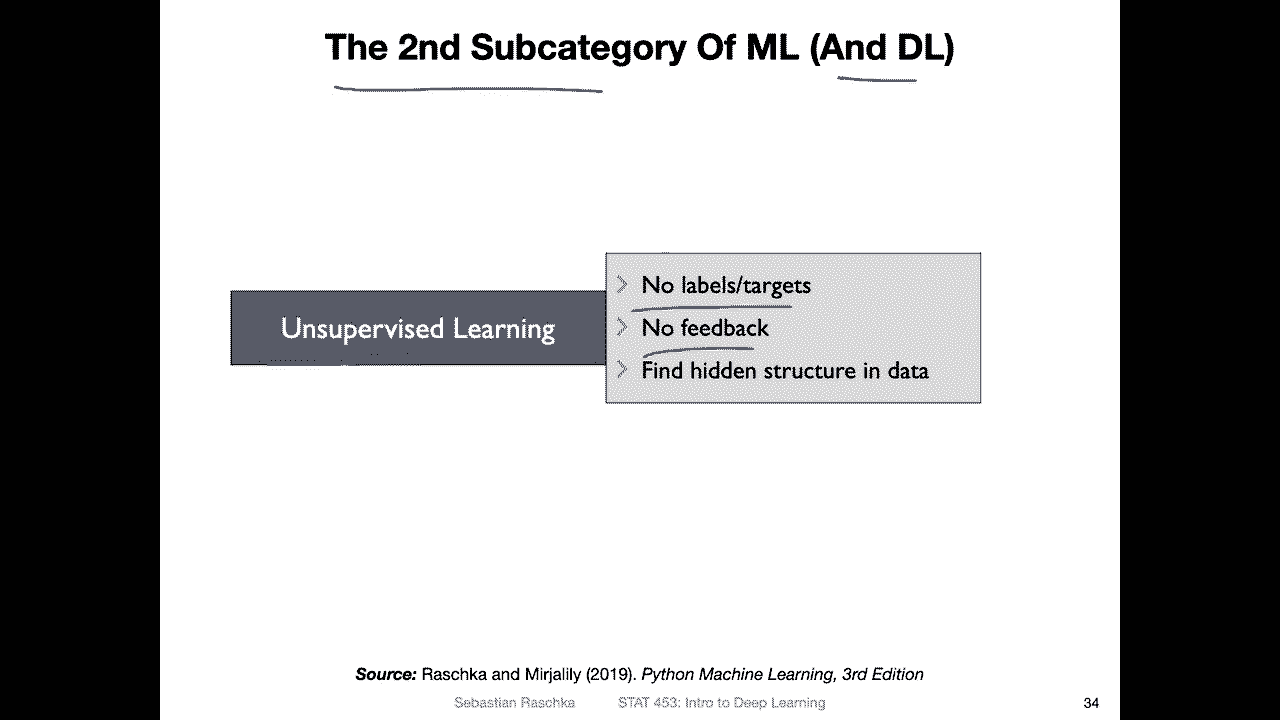 The 2nd Subcategory Of ML (And DL)
Unsupervised Learning
No labels/targets
No feedback
Find hidden structure in data
Source: Raschka and Mirjalily (2019). Python Machine Learning, 3rd Edition
Sebastian Raschka STAT 453: Intro to Deep Learning 34